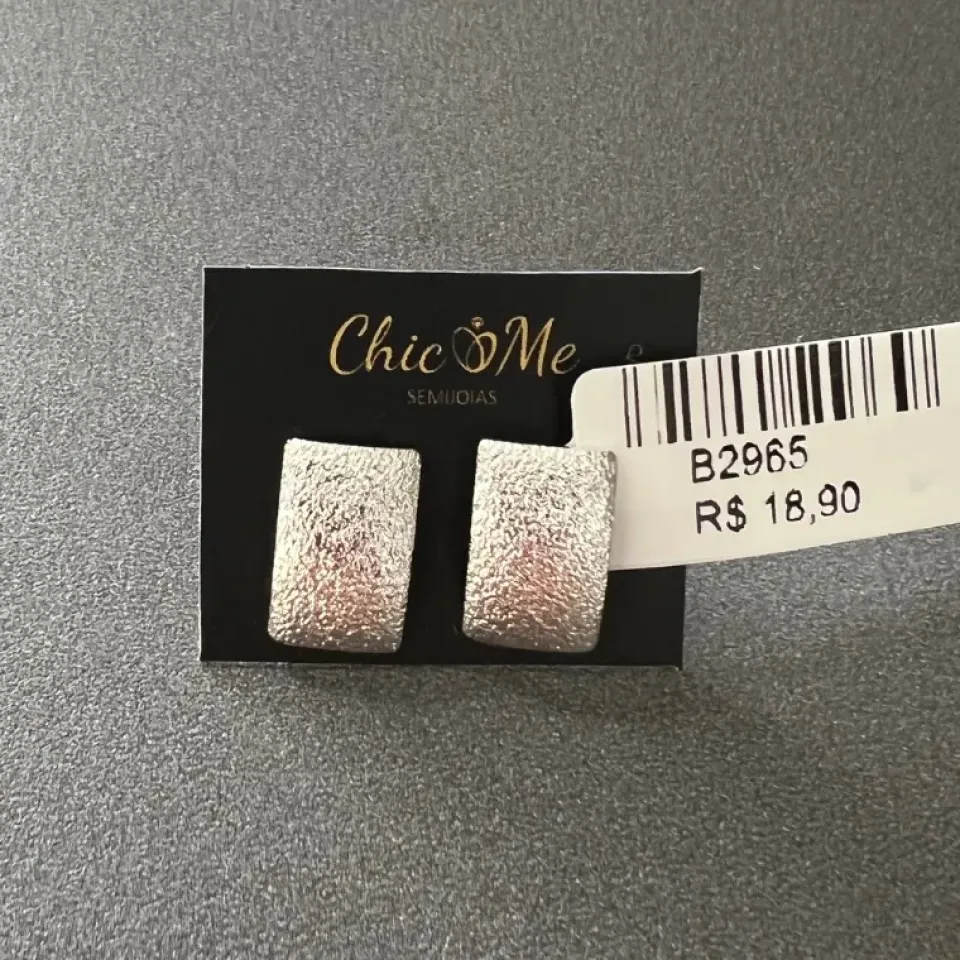 Chic Me
SEMIJOIAS
B2965
R$ 18,90